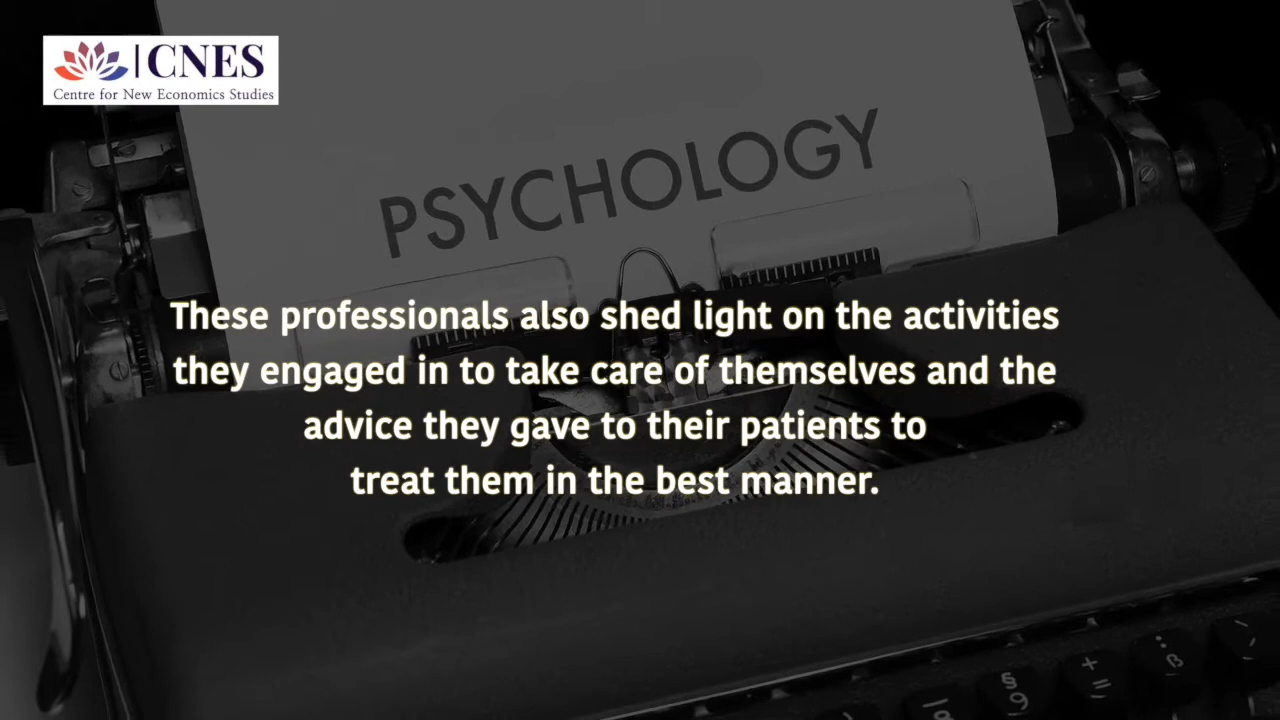 CNES
Centre for New Economics Studies
PSYCHOLOGY
These professionals also shed light on the activities
they engaged in to take care of themselves and the
advice they gave to their patients to
treat them in the best manner.